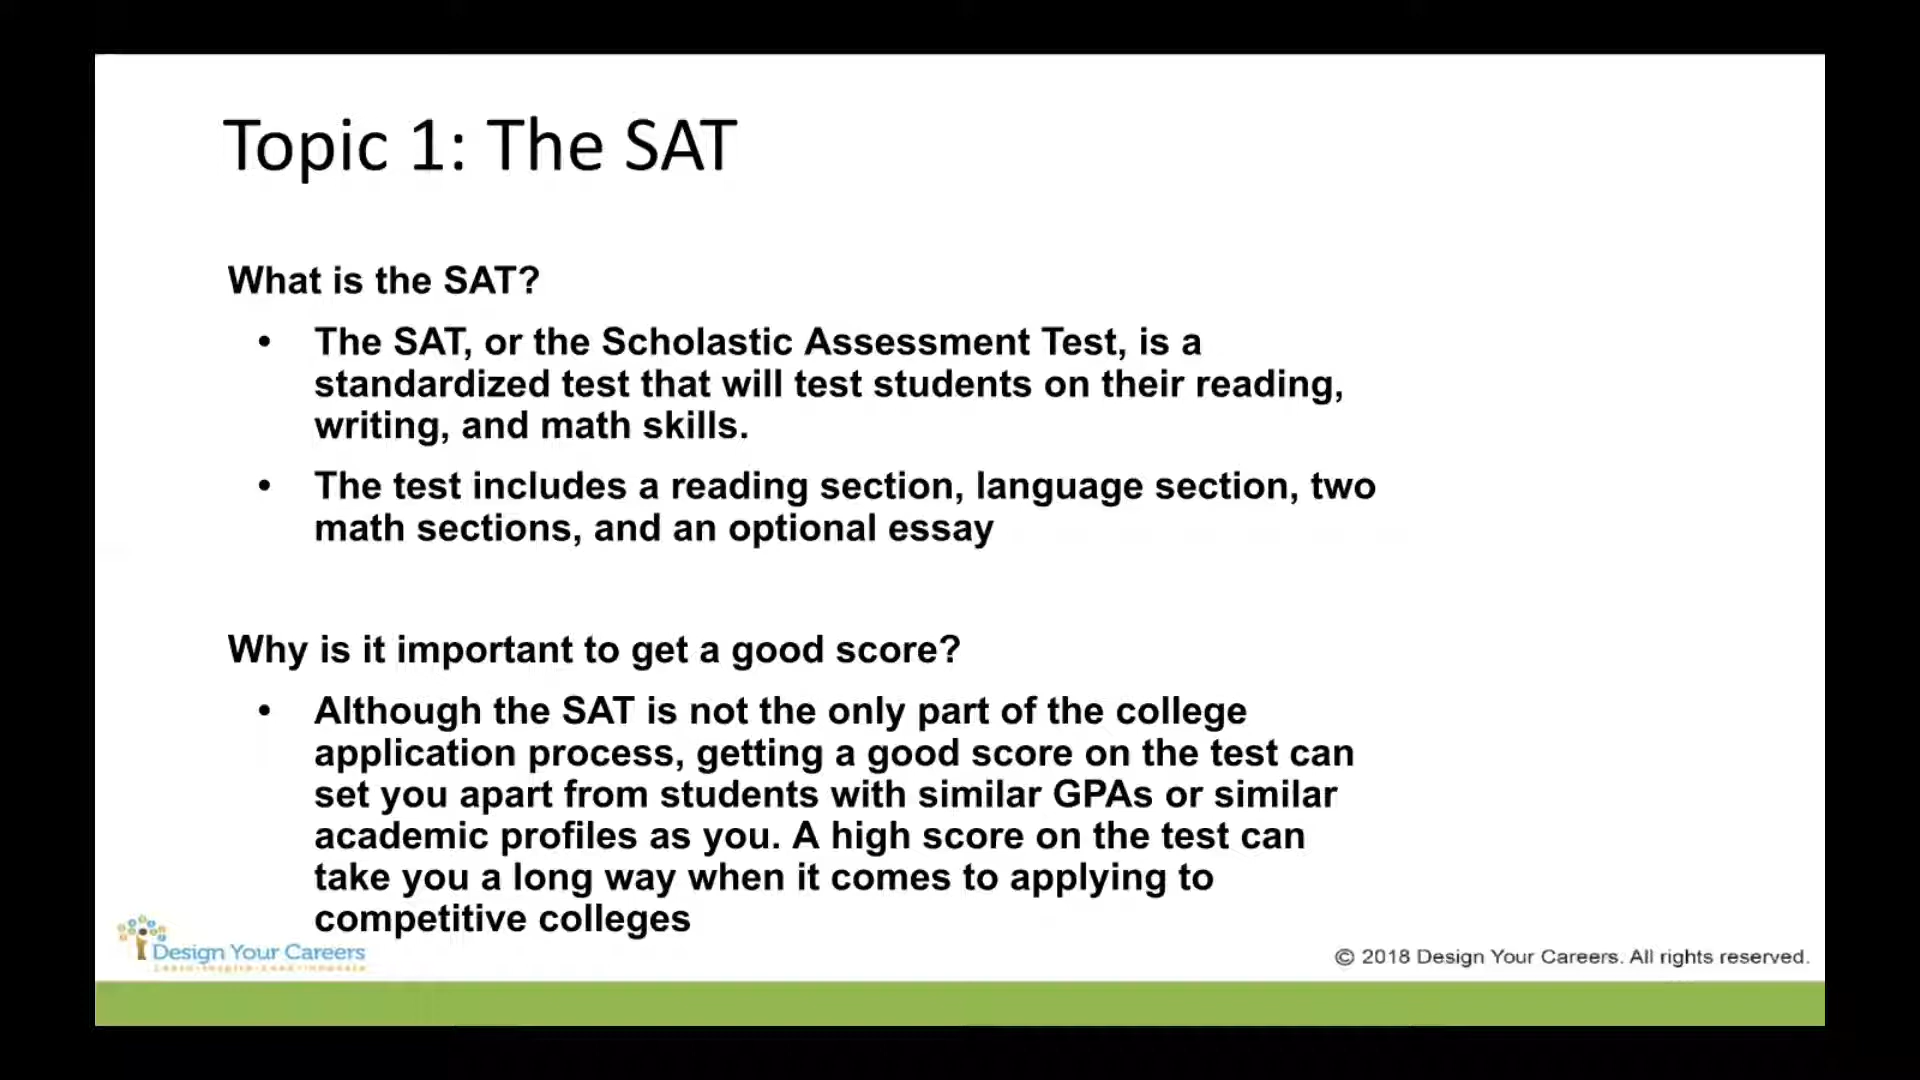 Topic 1: The SAT
What is the SAT?
• The SAT, or the Scholastic Assessment Test, is a
standardized test that will test students on their reading,
writing, and math skills.
• The test includes a reading section, language section, two
math sections, and an optional essay
Why is it important to get a good score?
• Although the SAT is not the only part of the college
application process, getting a good score on the test can
set you apart from students with similar GPAs or similar
academic profiles as you. A high score on the test can
take you a long way when it comes to applying to
competitive colleges
Design Your Careers
© 2018 Design Your Careers. All rights reserved.